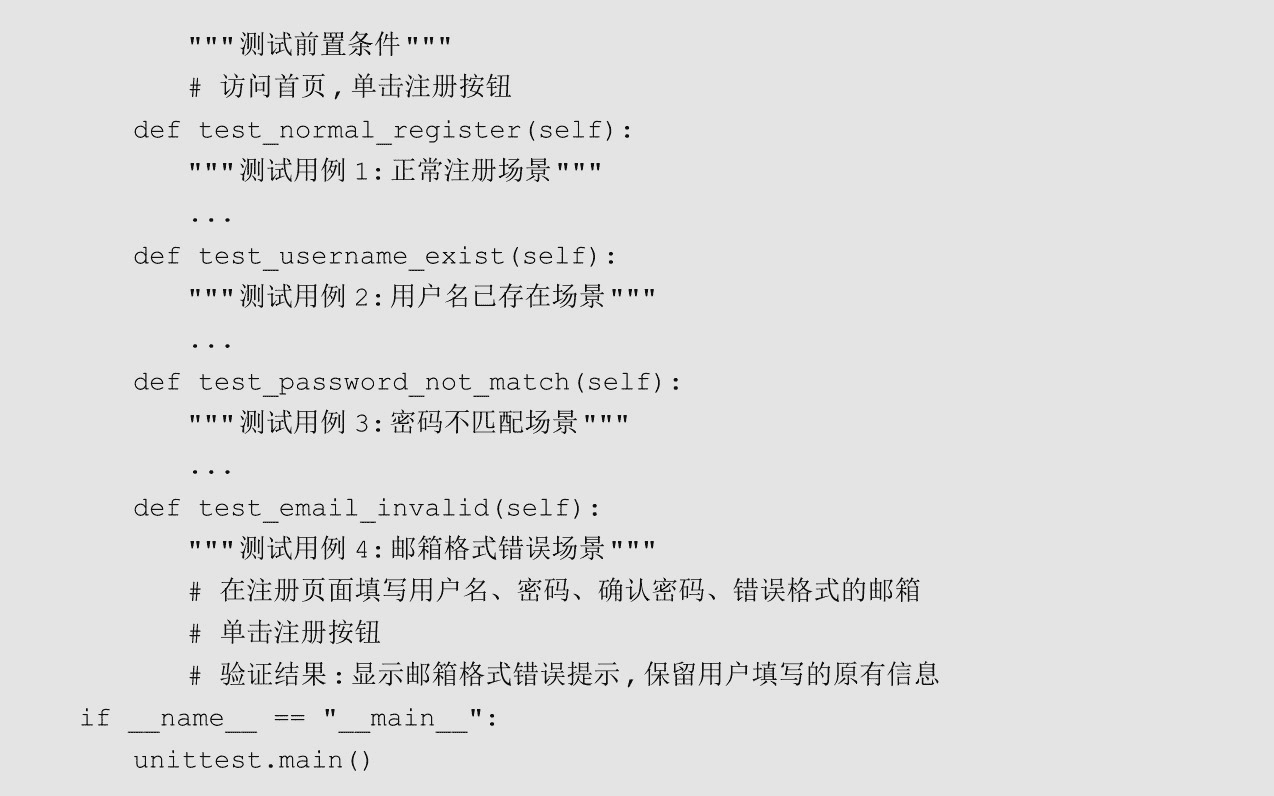 """测试前置条件"""
# 访问首页,单击注册按钮
def test_normal_register(self):
"""测试用例 1:正常注册场景"""
...
def test_username_exist(self):
"""测试用例 2:用户名已存在场景"""
...
def test_password_not_match(self):
"""测试用例 3:密码不匹配场景"""
...
def test_email_invalid(self):
"""测试用例 4:邮箱格式错误场景"""
# 在注册页面填写用户名、密码、确认密码、错误格式的邮箱
# 单击注册按钮
# 验证结果:显示邮箱格式错误提示,保留用户填写的原有信息
if __name__ == "__main__":
unittest.main()